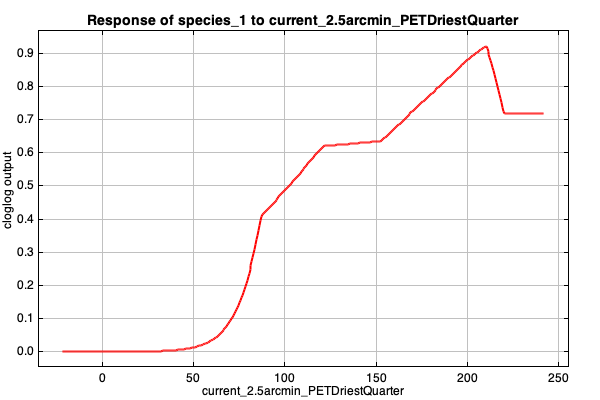 Response of species_1 to current_2.5arcmin_PETDriestQuarter
0.9
0.8
0.7
0.6
0.5
0.4
0.3
0.2
0.1
0.0
cloglog output
0 50 100 150 200 250
current_2.5arcmin_PETDriestQuarter